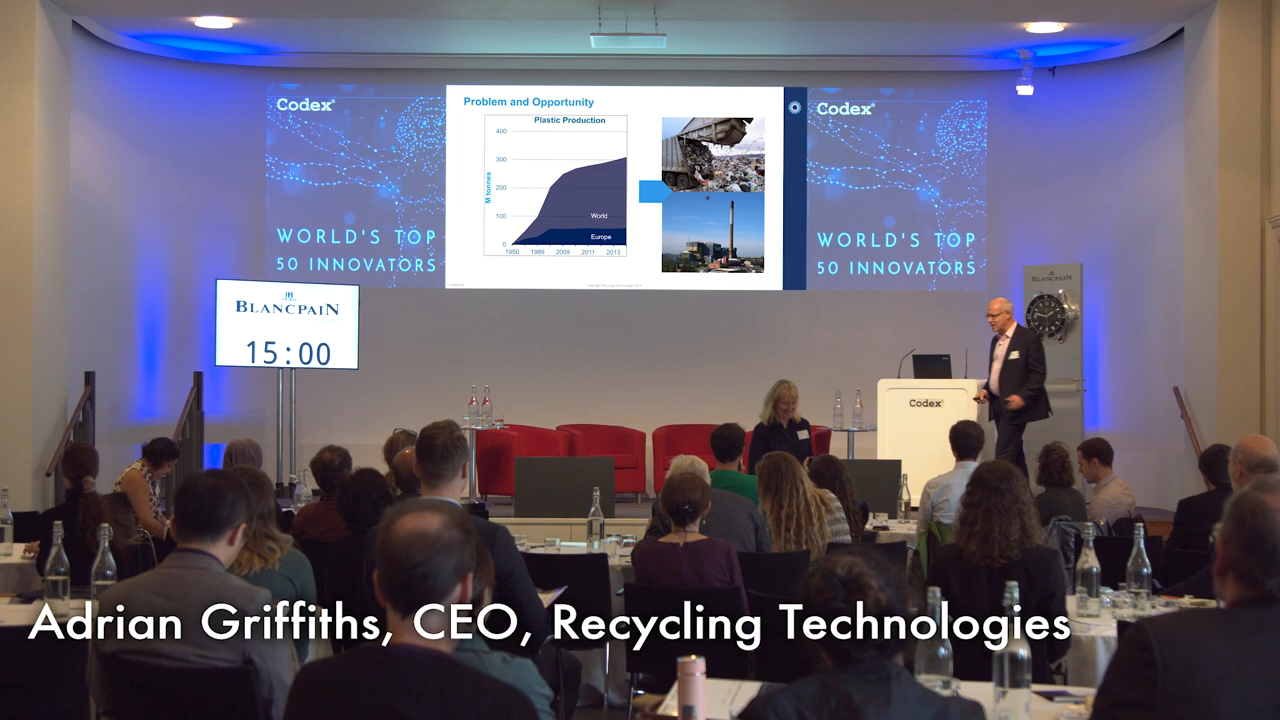 Codex®
WORLD'S TOP
50 INNOVATORS
Problem and Opportunity
Plastic Production
M tonnes
400
300
200
100
0
World
Europe
1950 1989 2009 2011 2013
Codex®
WORLD'S TOP
50 INNOVATORS
BLANCPAIN
15:00
BLANCPAIN
Codex®
Adrian Griffiths, CEO, Recycling Technologies